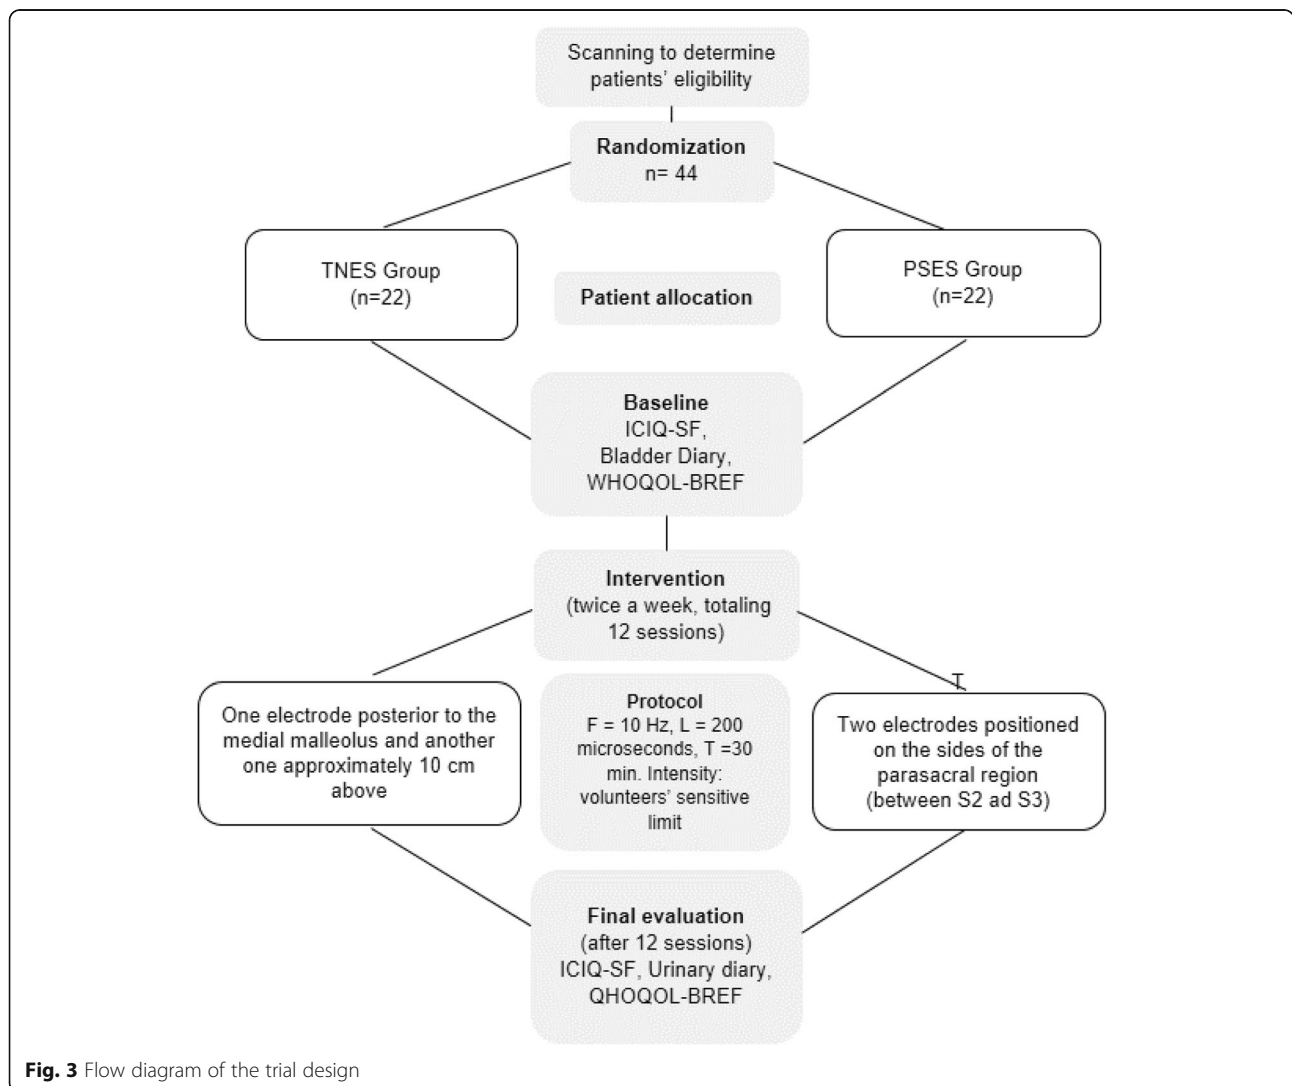 Scanning to determine
patients' eligibility
Randomization
n= 44
TNES Group
(n=22)
Patient allocation
PSES Group
(n=22)
Baseline
ICIQ-SF,
Bladder Diary,
WHOQOL-BREF
Intervention
(twice a week, totaling
12 sessions)
One electrode posterior to the
medial malleolus and another
one approximately 10 cm
above
Protocol
F = 10 Hz, L = 200
microseconds, T =30
min. Intensity:
volunteers' sensitive
limit
T
Two electrodes positioned
on the sides of the
parasacral region
(between S2 ad S3)
Final evaluation
(after 12 sessions)
ICIQ-SF, Urinary diary,
QHOQOL-BREF
Fig. 3 Flow diagram of the trial design